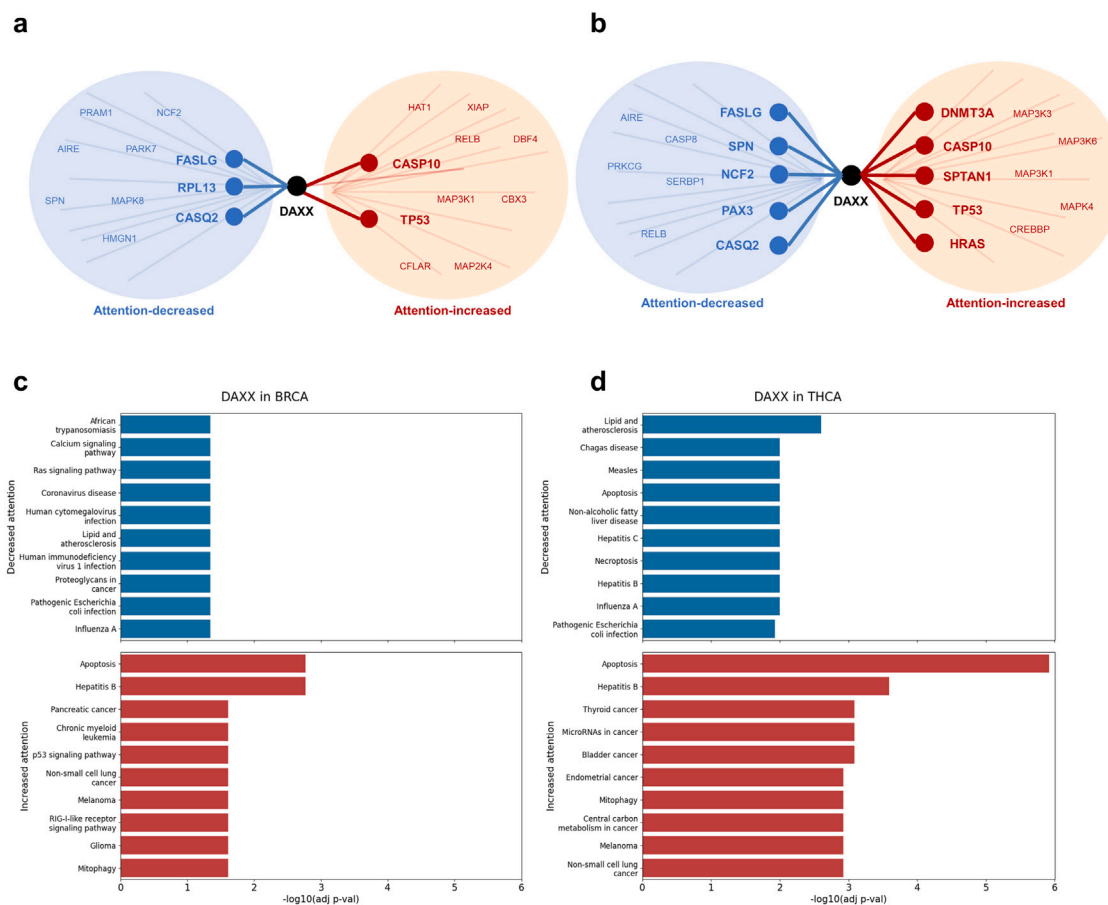 a
PRAM1
NCF2
AIRE
PARK7
FASLG
RPL13
SPN
MAPK8
CASQ2
HMGN1
DAXX
HAT1
XIAP
RELB
DBF4
CASP10
MAP3K1
CBX3
TP53
CFLAR
MAP2K4
Attention-decreased
Attention-increased
b
AIRE
CASP8
PRKCG
SERBP1
RELB
FASLG
SPN
NCF2
PAX3
CASQ2
DAXX
DNMT3A
CASP10
SPTAN1
TP53
HRAS
MAP3K3
MAP3K6
MAP3K1
MAPK4
CREBBP
Attention-decreased
Attention-increased
c
DAXX in BRCA
Decreased attention
African
trypanosomiasis
Calcium signaling
pathway
Ras signaling pathway
Coronavirus disease
Human cytomegalovirus
infection
Lipid and
atherosclerosis
Human immunodeficiency
virus 1 infection
Proteoglycans in
cancer
Pathogenic Escherichia
coli infection
Influenza A
Increased attention
Apoptosis
Hepatitis B
Pancreatic cancer
Chronic myeloid
leukemia
p53 signaling pathway
Non-small cell lung
cancer
Melanoma
RIG-I-like receptor
signaling pathway
Glioma
Mitophagy
0 1 2 3 4 5 6
-log10(adj p-val)
d
DAXX in THCA
Decreased attention
Lipid and
atherosclerosis
Chagas disease
Measles
Apoptosis
Non-alcoholic fatty
liver disease
Hepatitis C
Necroptosis
Hepatitis B
Influenza A
Pathogenic Escherichia
coli infection
Increased attention
Apoptosis
Hepatitis B
Thyroid cancer
MicroRNAs in cancer
Bladder cancer
Endometrial cancer
Mitophagy
Central carbon
metabolism in cancer
Melanoma
Non-small cell lung
cancer
0 1 2 3 4 5 6
-log10(adj p-val)